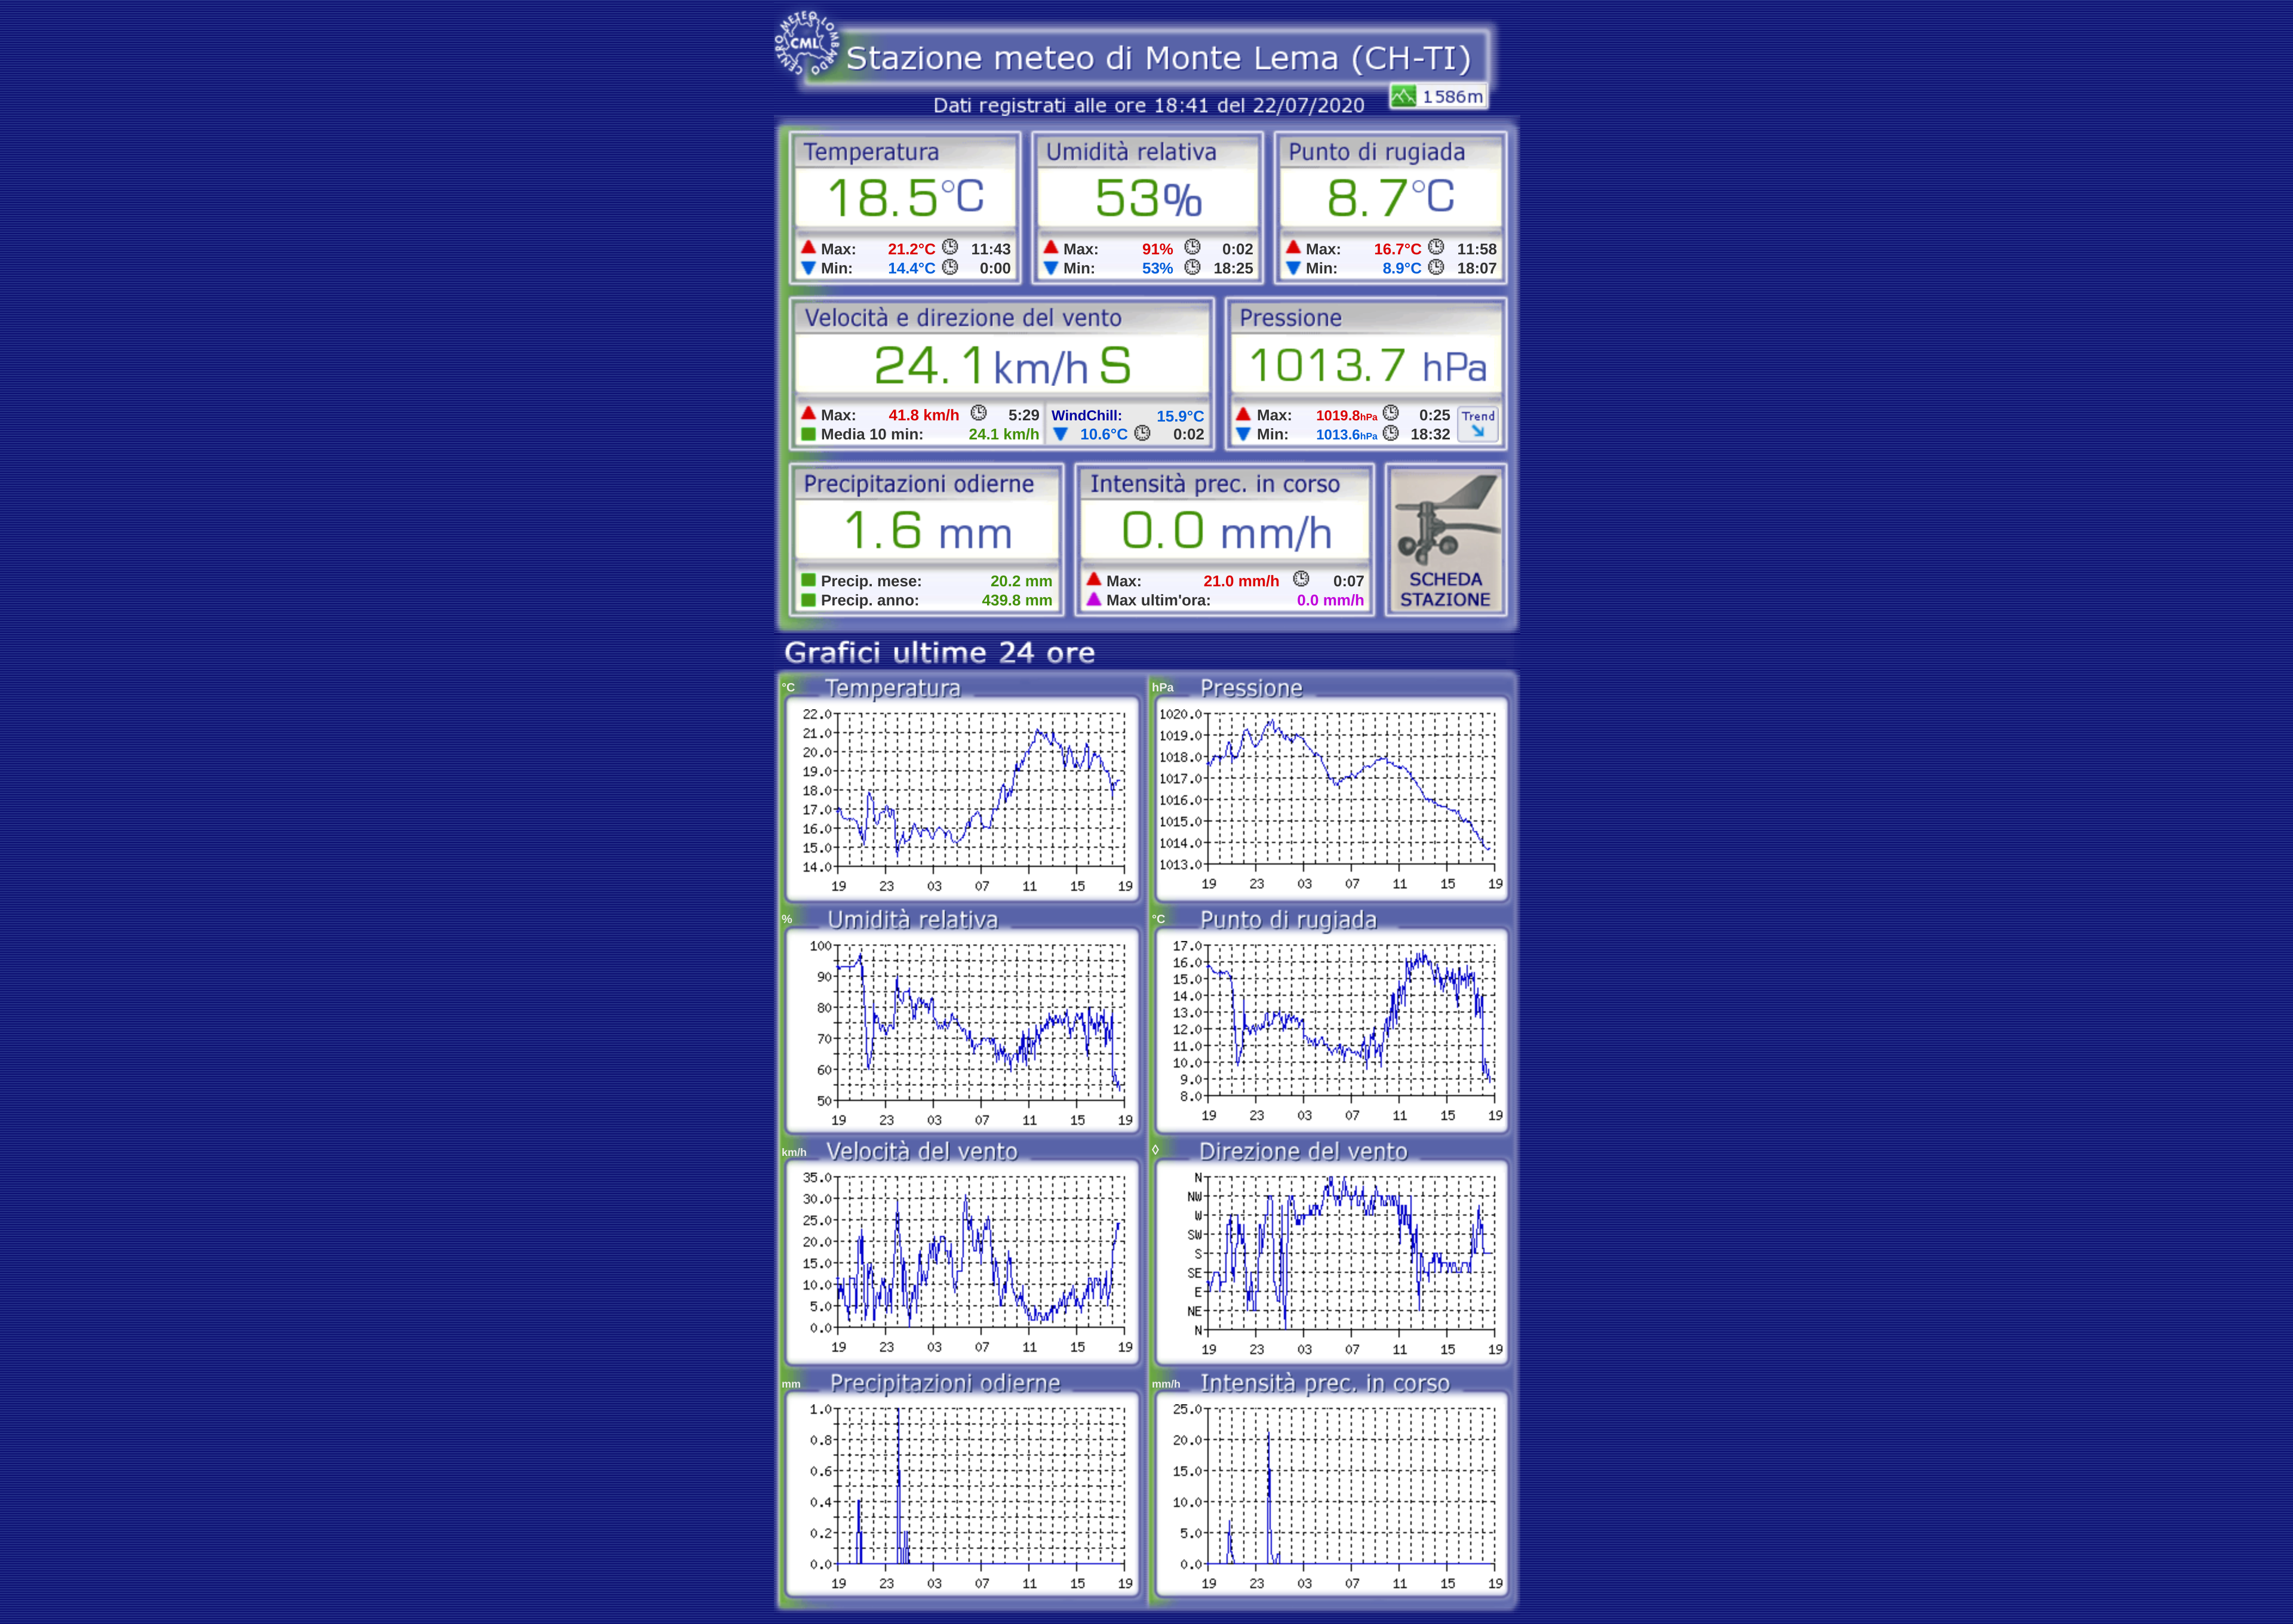 CENTRO METEO LOMBARDO
CML
Stazione meteo di Monte Lema (CH-TI)
Dati registrati alle ore 18:41 del 22/07/2020
1586m
Temperatura
18.5°C
Max: 21.2°C 11:43
Min: 14.4°C 0:00
Umidità relativa
53%
Max: 91% 0:02
Min: 53% 18:25
Punto di rugiada
8.7°C
Max: 16.7°C 11:58
Min: 8.9°C 18:07
Velocità e direzione del vento
24.1 km/h S
Max: 41.8 km/h 5:29
Media 10 min: 24.1 km/h
WindChill: 15.9°C
10.6°C 0:02
Pressione
1013.7 hPa
Max: 1019.8hPa 0:25
Min: 1013.6hPa 18:32
Trend
Precipitazioni odierne
1.6 mm
Precip. mese: 20.2 mm
Precip. anno: 439.8 mm
Intensità prec. in corso
0.0 mm/h
Max: 21.0 mm/h 0:07
Max ultim'ora: 0.0 mm/h
SCHEDA
STAZIONE
Grafici ultime 24 ore
°C Temperatura
22.0
21.0
20.0
19.0
18.0
17.0
16.0
15.0
14.0
19 23 03 07 11 15 19
hPa Pressione
1020.0
1019.0
1018.0
1017.0
1016.0
1015.0
1014.0
1013.0
19 23 03 07 11 15 19
% Umidità relativa
100
90
80
70
60
50
19 23 03 07 11 15 19
°C Punto di rugiada
17.0
16.0
15.0
14.0
13.0
12.0
11.0
10.0
9.0
8.0
19 23 03 07 11 15 19
km/h Velocità del vento
35.0
30.0
25.0
20.0
15.0
10.0
5.0
0.0
19 23 03 07 11 15 19
◊ Direzione del vento
N
NW
W
SW
S
SE
E
NE
N
19 23 03 07 11 15 19
mm Precipitazioni odierne
1.0
0.8
0.6
0.4
0.2
0.0
19 23 03 07 11 15 19
mm/h Intensità prec. in corso
25.0
20.0
15.0
10.0
5.0
0.0
19 23 03 07 11 15 19